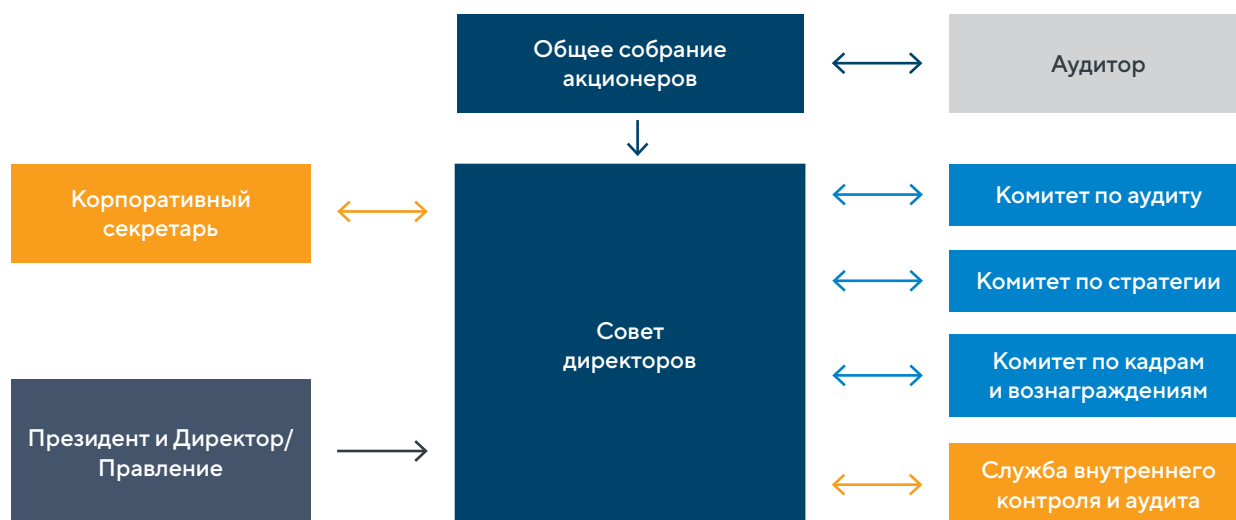 Общее собрание
акционеров
Аудитор
Корпоративный
секретарь
Комитет по аудиту
Комитет по стратегии
Совет
директоров
Комитет по кадрам
и вознаграждениям
Президент и Директор/
Правление
Служба внутреннего
контроля и аудита